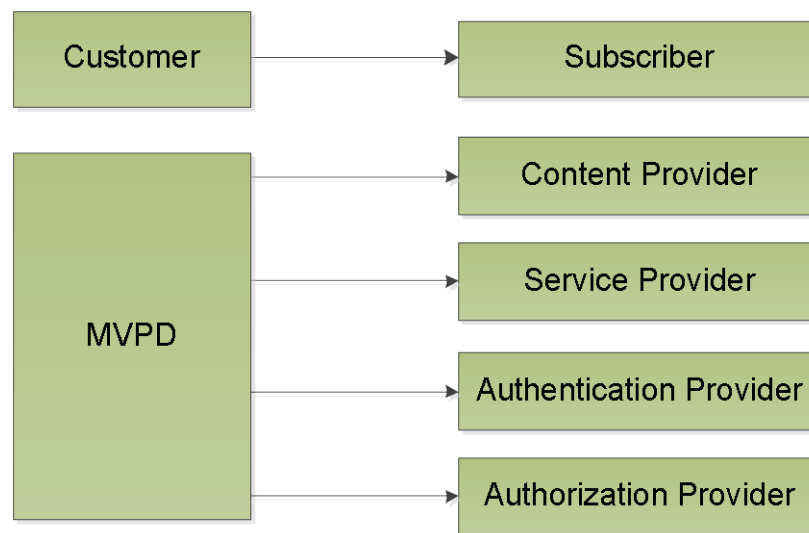 Customer
Subscriber
MVPD
Content Provider
Service Provider
Authentication Provider
Authorization Provider